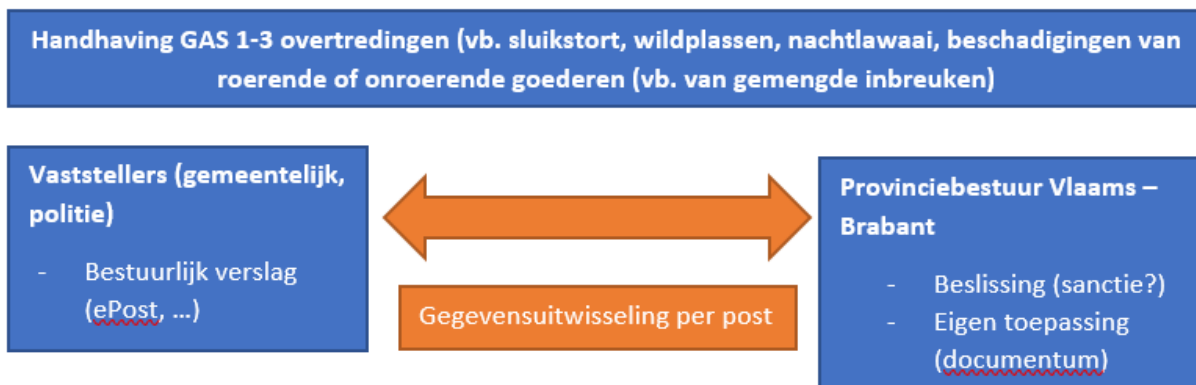 Handhaving GAS 1-3 overtredingen (vb. sluikstort, wildplassen, nachtlawaai, beschadigingen van
roerende of onroerende goederen (vb. van gemengde inbreuken)
Vaststellers (gemeentelijk,
politie)
- Bestuurlijk verslag
(ePost, …)
Gegevensuitwisseling per post
Provinciebestuur Vlaams –
Brabant
- Beslissing (sanctie?)
- Eigen toepassing
(documentum)